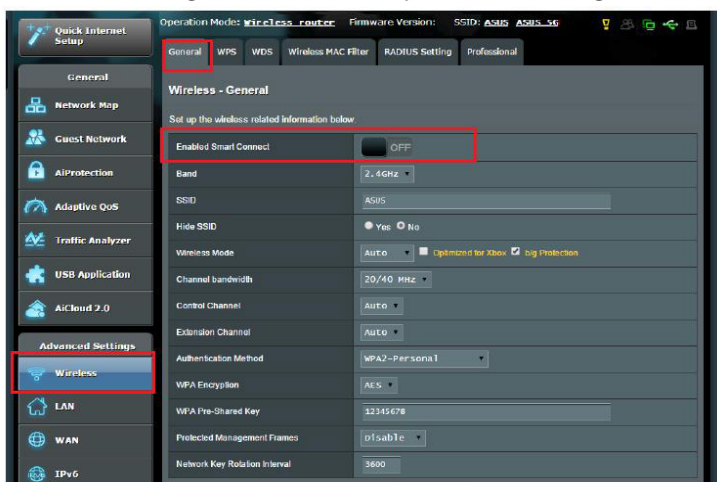 Quick Internet
Setup
Operation Mode: Wireless router Firmware Version: SSID: ASUS ASUS_5G
General WPS WDS Wireless MAC Filter RADIUS Setting Professional
General
Network Map
Guest Network
AiProtection
Adaptive QoS
Traffic Analyzer
USB Application
AiCloud 2.0
Advanced Settings
Wireless
LAN
WAN
IPv6
Wireless - General
Set up the wireless related information below.
Enabled Smart Connect OFF
Band 2.4GHz
SSID ASUS
Hide SSID Yes No
Wireless Mode Auto Optimized for Xbox b/g Protection
Channel bandwidth 20/40 MHz
Control Channel Auto
Extension Channel Auto
Authentication Method WPA2-Personal
WPA Encryption AES
WPA Pre-Shared Key 12345678
Protected Management Frames Disable
Network Key Rotation Interval 3600